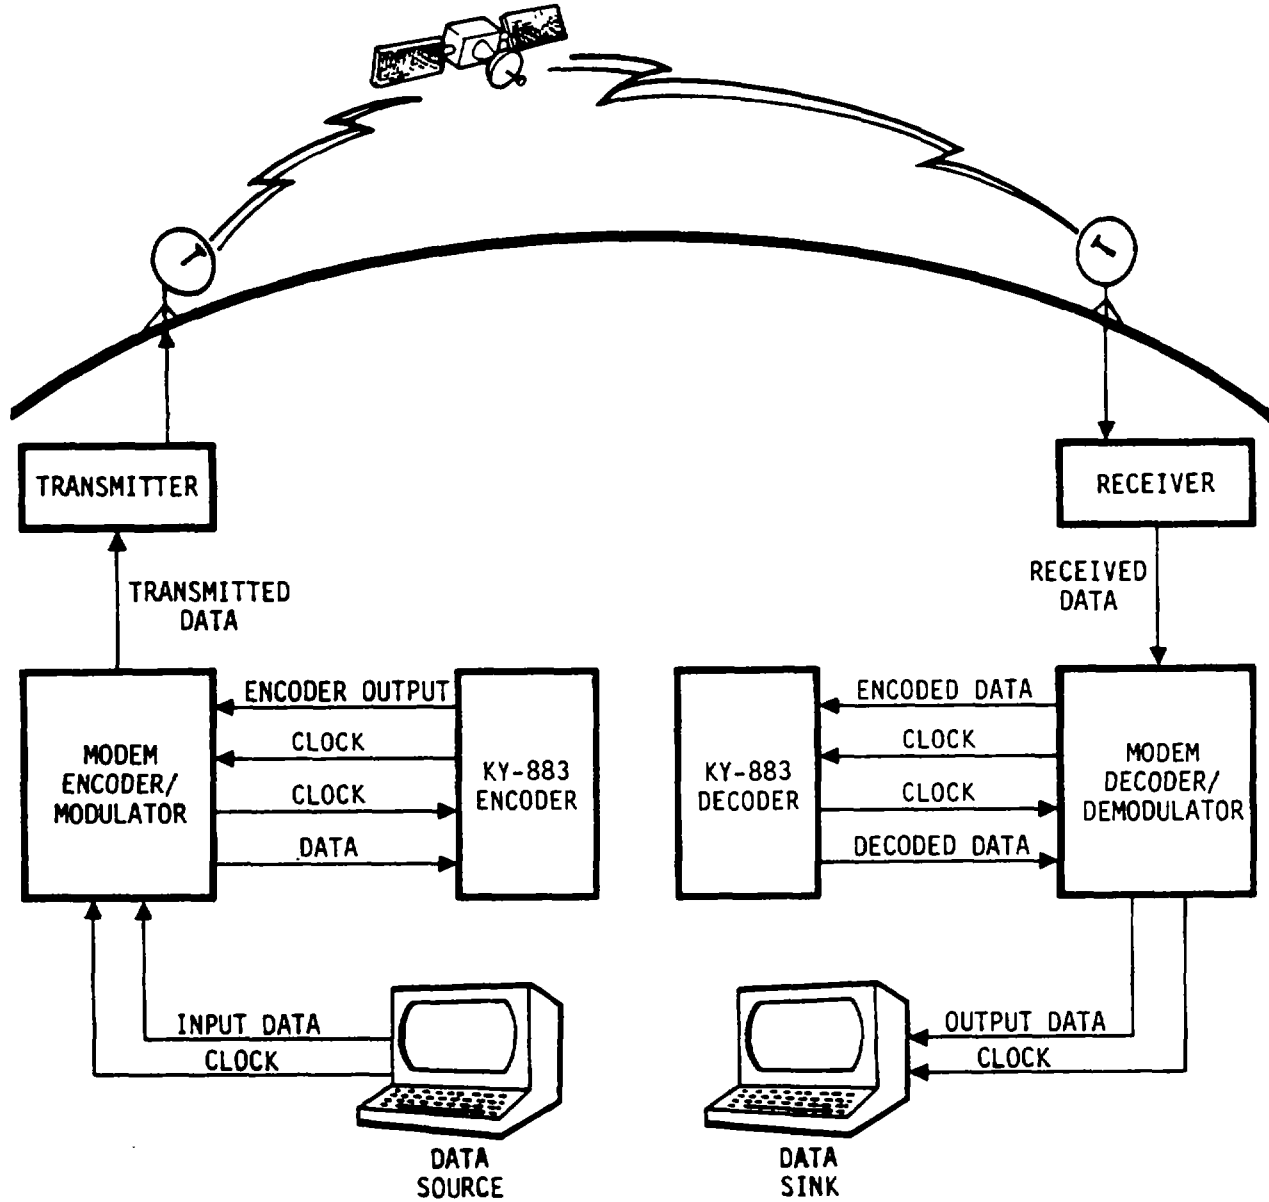 TRANSMITTER
RECEIVER
TRANSMITTED
DATA
RECEIVED
DATA
MODEM
ENCODER/
MODULATOR
ENCODER OUTPUT
CLOCK
CLOCK
DATA
KY-883
ENCODER
KY-883
DECODER
ENCODED DATA
CLOCK
CLOCK
DECODED DATA
MODEM
DECODER/
DEMODULATOR
INPUT DATA
CLOCK
OUTPUT DATA
CLOCK
DATA
SOURCE
DATA
SINK